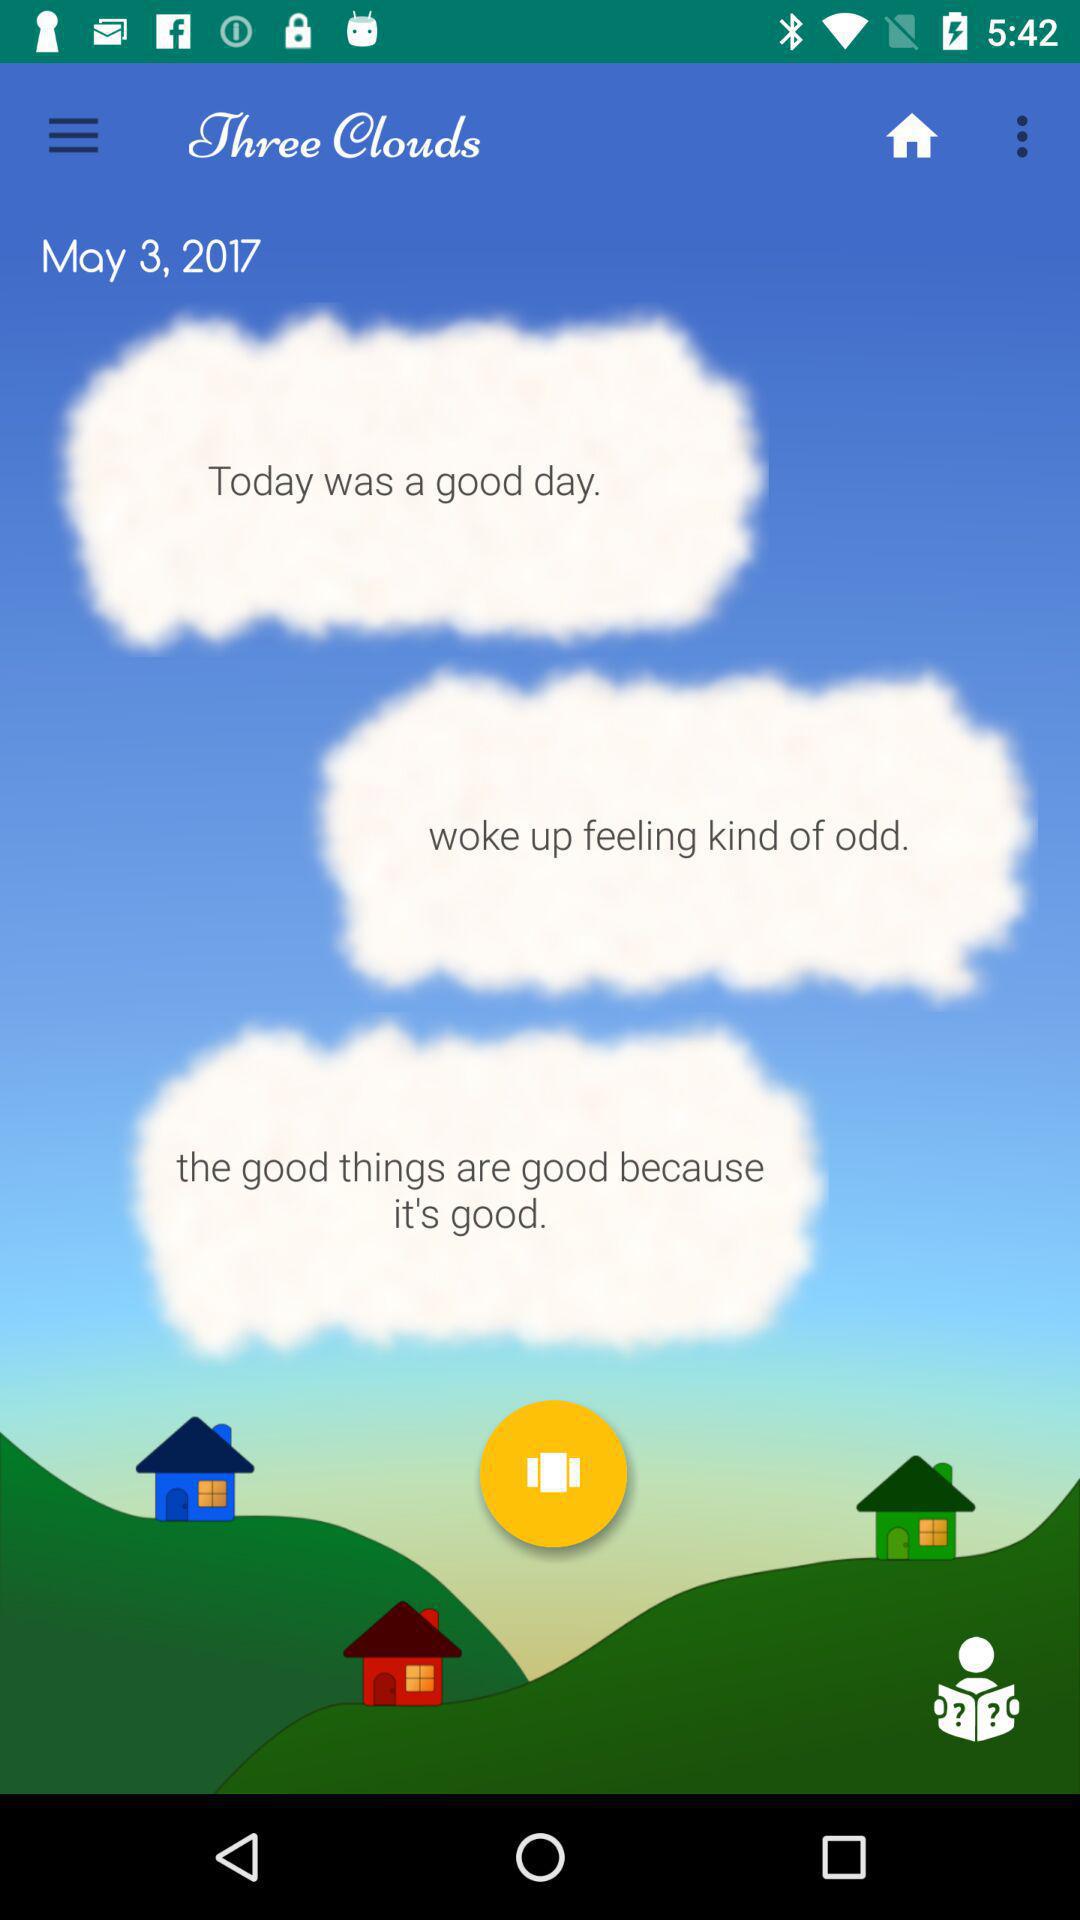 5:42
Three Clouds
May 3, 2017
Today was a good day.
woke up feeling kind of odd.
the good things are good because
it's good.
? ?